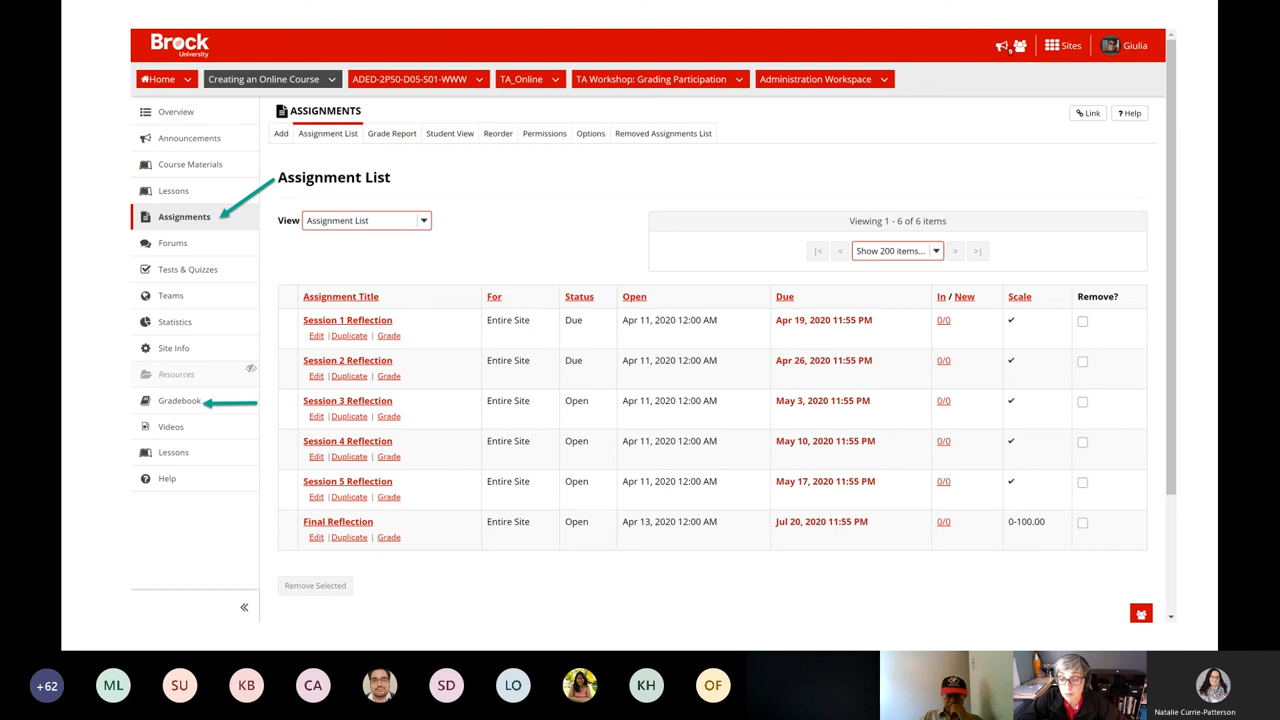 Brock
University
9
Sites
Giulia
Home
Creating an Online Course
ADED-2P50-D05-S01-WWW
TA_Online
TA Workshop: Grading Participation
Administration Workspace
Overview
Announcements
Course Materials
Lessons
Assignments
Forums
Tests & Quizzes
Teams
Statistics
Site Info
Resources
Gradebook
Videos
Lessons
Help
ASSIGNMENTS
Link
? Help
Add Assignment List Grade Report Student View Reorder Permissions Options Removed Assignments List
Assignment List
View Assignment List
Viewing 1 - 6 of 6 items
|< < Show 200 items... > >|
Assignment Title For Status Open Due In / New Scale Remove?
Session 1 Reflection Entire Site Due Apr 11, 2020 12:00 AM Apr 19, 2020 11:55 PM 0/0 ✔
Edit | Duplicate | Grade
Session 2 Reflection Entire Site Due Apr 11, 2020 12:00 AM Apr 26, 2020 11:55 PM 0/0 ✔
Edit | Duplicate | Grade
Session 3 Reflection Entire Site Open Apr 11, 2020 12:00 AM May 3, 2020 11:55 PM 0/0 ✔
Edit | Duplicate | Grade
Session 4 Reflection Entire Site Open Apr 11, 2020 12:00 AM May 10, 2020 11:55 PM 0/0 ✔
Edit | Duplicate | Grade
Session 5 Reflection Entire Site Open Apr 11, 2020 12:00 AM May 17, 2020 11:55 PM 0/0 ✔
Edit | Duplicate | Grade
Final Reflection Entire Site Open Apr 13, 2020 12:00 AM Jul 20, 2020 11:55 PM 0/0 0-100.00
Edit | Duplicate | Grade
Remove Selected
+62 ML SU KB CA SD LO KH OF
Natalie Currie-Patterson